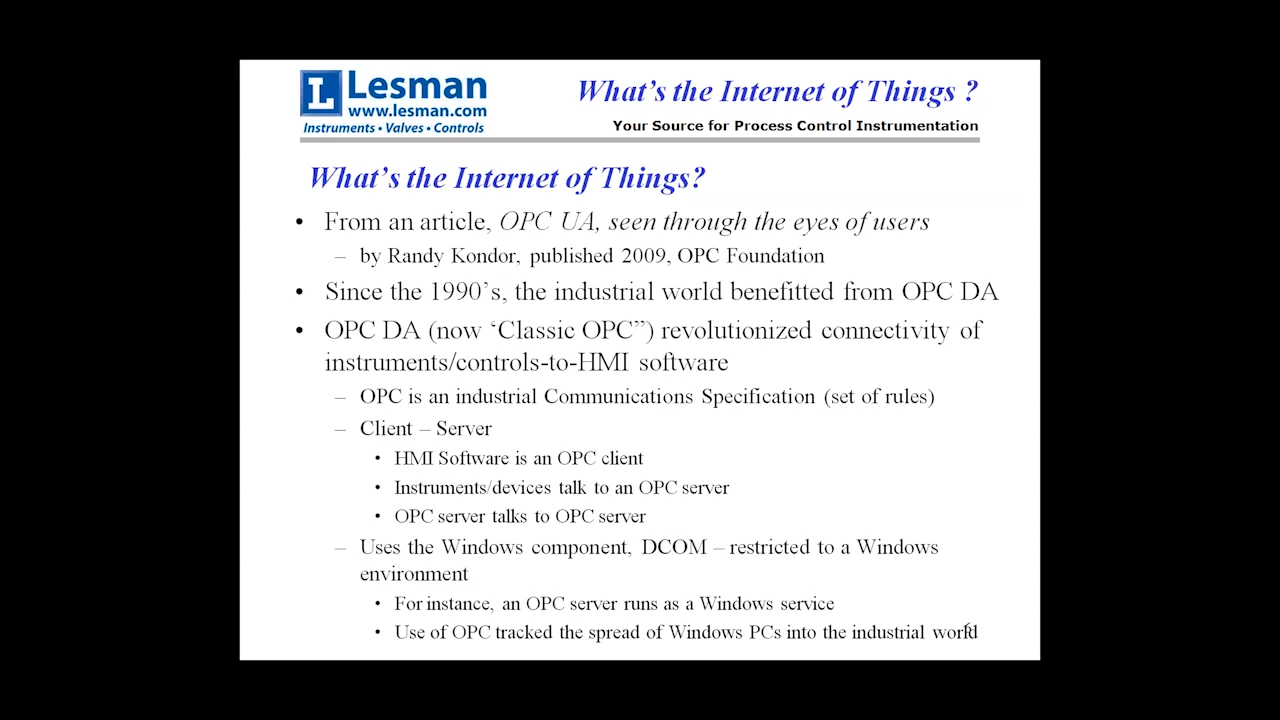 L Lesman
www.lesman.com
Instruments • Valves • Controls
What's the Internet of Things ?
Your Source for Process Control Instrumentation
What's the Internet of Things?
• From an article, OPC UA, seen through the eyes of users
– by Randy Kondor, published 2009, OPC Foundation
• Since the 1990's, the industrial world benefitted from OPC DA
• OPC DA (now ‘Classic OPC”) revolutionized connectivity of
instruments/controls-to-HMI software
– OPC is an industrial Communications Specification (set of rules)
– Client – Server
• HMI Software is an OPC client
• Instruments/devices talk to an OPC server
• OPC server talks to OPC server
– Uses the Windows component, DCOM – restricted to a Windows
environment
• For instance, an OPC server runs as a Windows service
• Use of OPC tracked the spread of Windows PCs into the industrial world